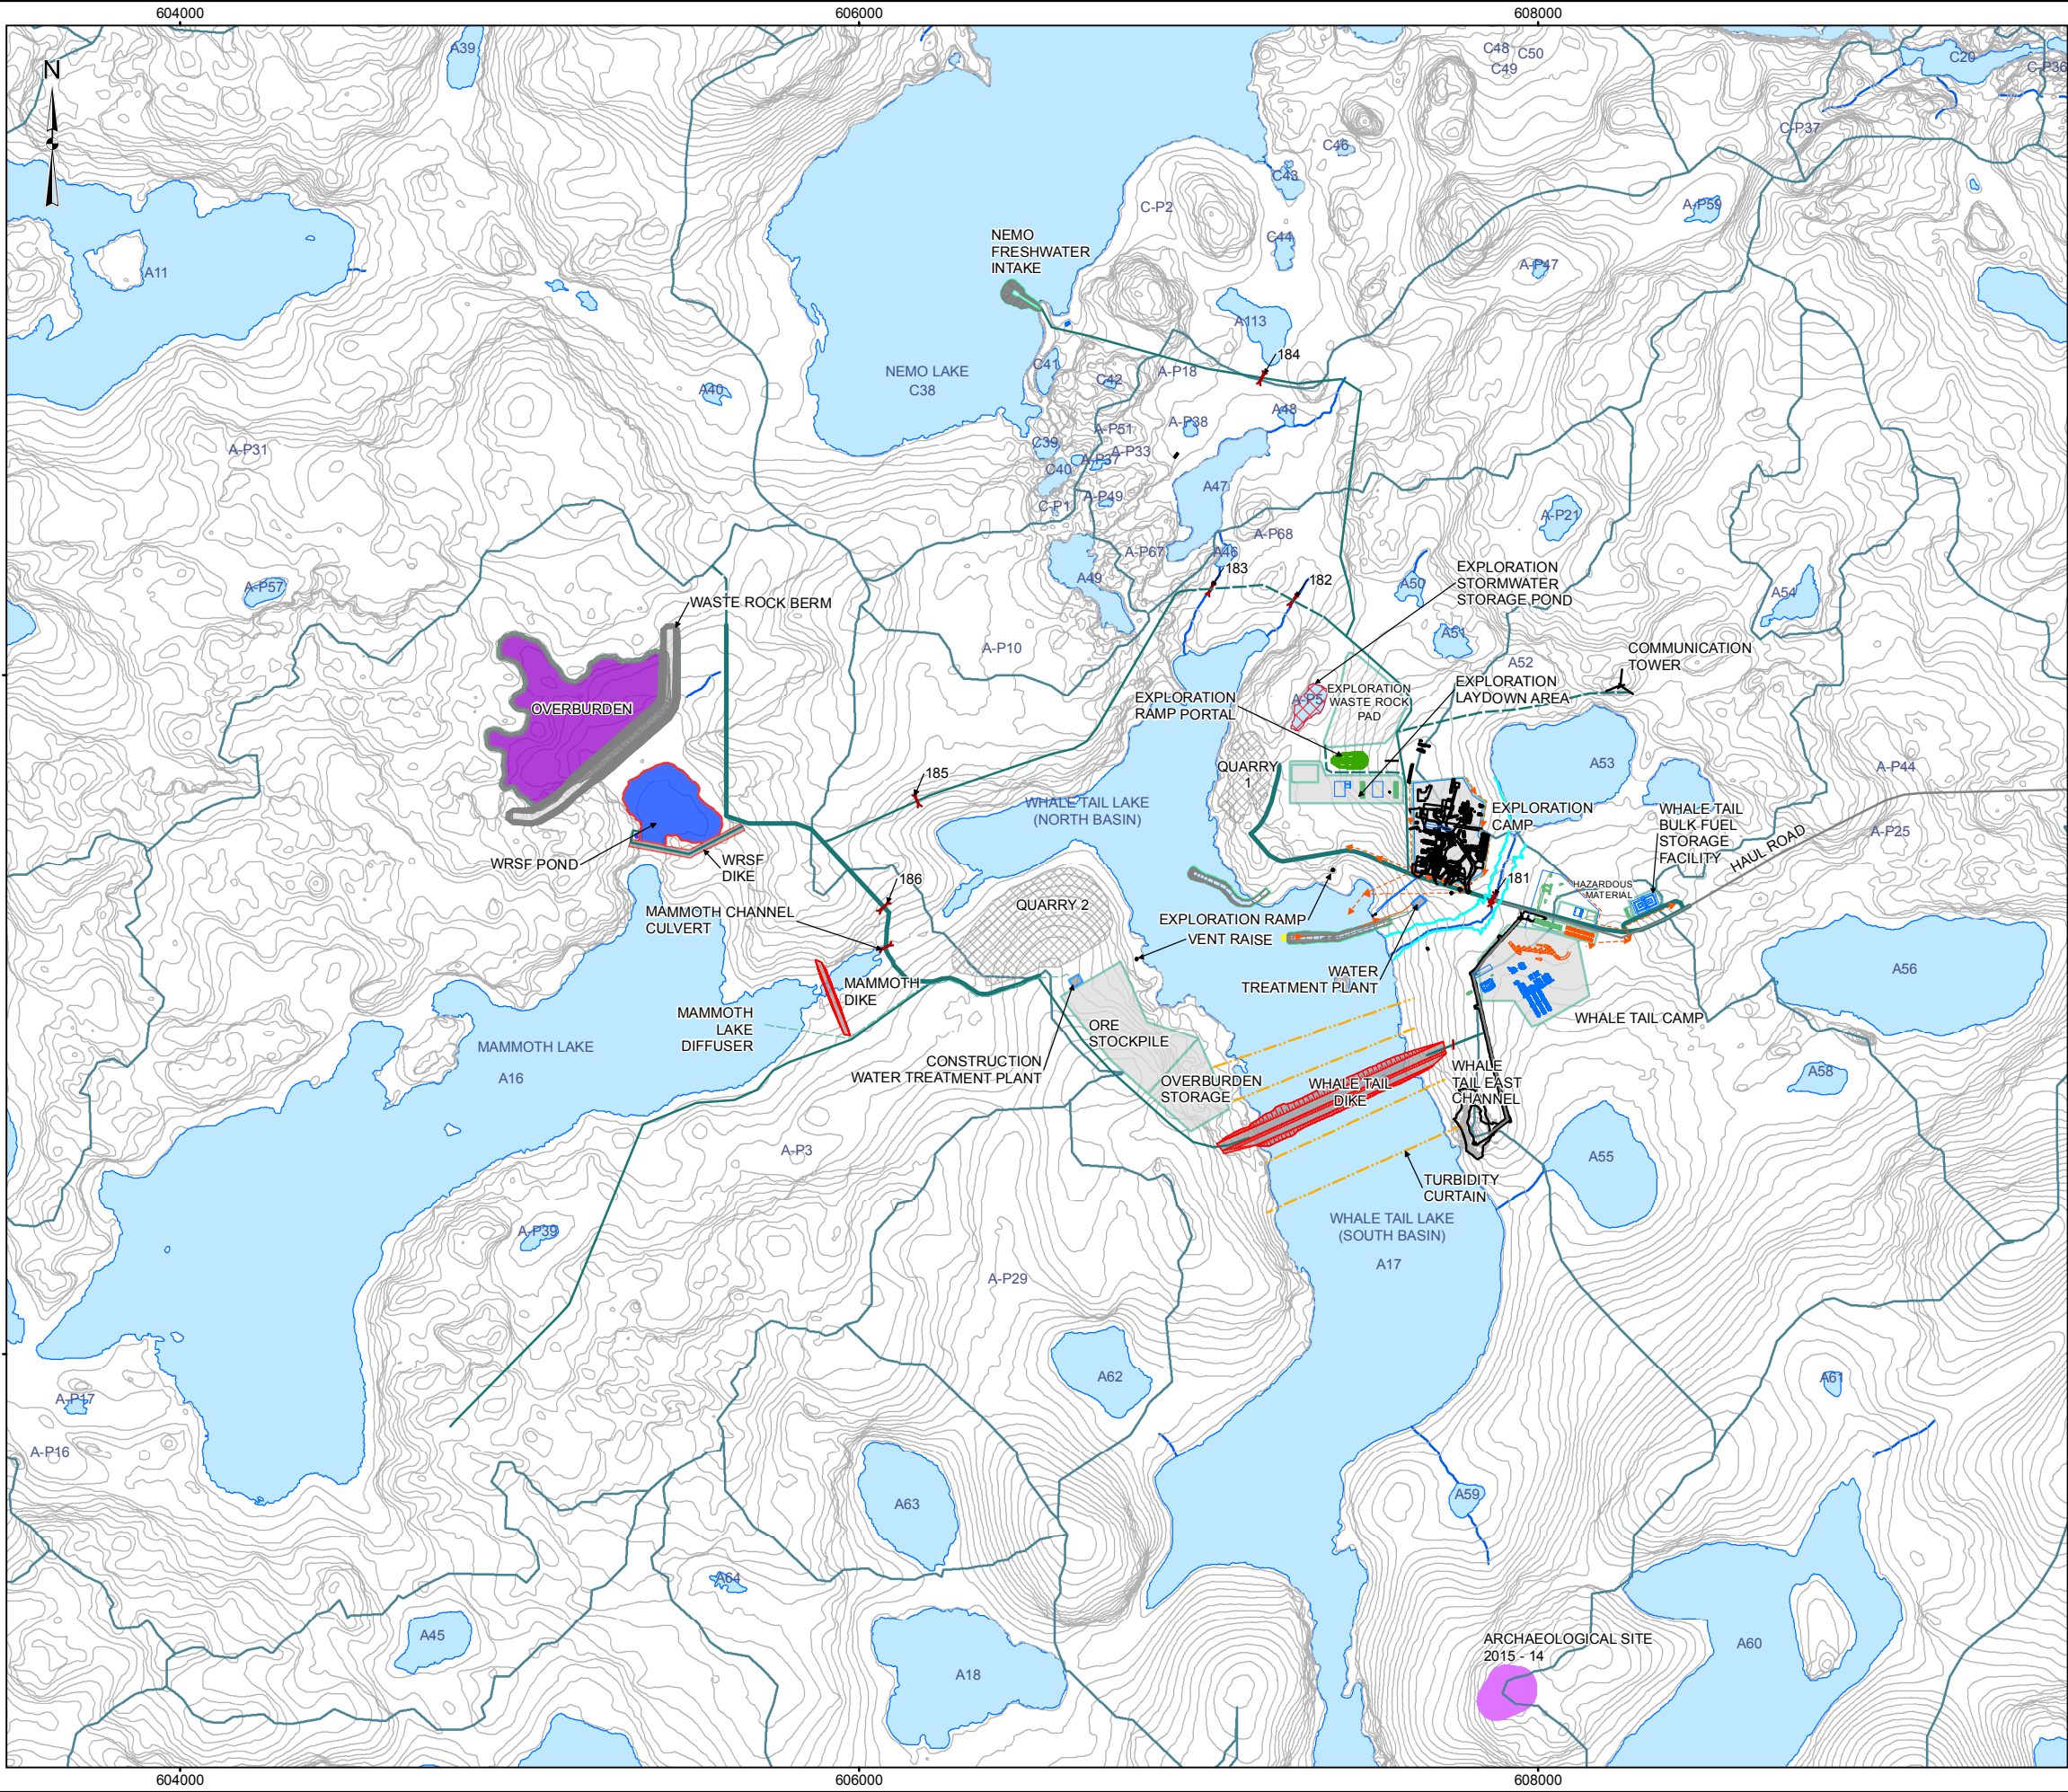 604000
606000
608000
N
A39
C48
C50
C49
C20
C-P36
C-P37
C46
C43
C-P2
A-P59
C44
A-P47
A11
NEMO
FRESHWATER
INTAKE
A113
184
C41
A-P18
NEMO LAKE
C38
C42
A40
A48
A-P38
A-P51
C39
A-P33
A-P37
A-P31
C40
A47
A-P49
C-P1
A-P21
A-P68
A-P67
A46
183
182
A49
A50
EXPLORATION
STORMWATER
STORAGE POND
A-P57
A54
WASTE ROCK BERM
A51
A-P10
A52
COMMUNICATION
TOWER
EXPLORATION
LAYDOWN AREA
EXPLORATION
WASTE ROCK
PAD
A-P5
EXPLORATION
RAMP PORTAL
OVERBURDEN
185
QUARRY
1
A53
A-P44
WHALE TAIL LAKE
(NORTH BASIN)
EXPLORATION
CAMP
WHALE TAIL
BULK FUEL
STORAGE
FACILITY
A-P25
HAUL ROAD
WRSF POND
WRSF
DIKE
186
181
HAZARDOUS
MATERIAL
QUARRY 2
MAMMOTH CHANNEL
CULVERT
EXPLORATION RAMP
VENT RAISE
A56
WATER
TREATMENT PLANT
MAMMOTH
DIKE
MAMMOTH
LAKE
DIFFUSER
WHALE TAIL CAMP
ORE
STOCKPILE
MAMMOTH LAKE
A16
CONSTRUCTION
WATER TREATMENT PLANT
OVERBURDEN
STORAGE
WHALE TAIL
DIKE
WHALE
TAIL EAST
CHANNEL
A58
A-P3
A55
TURBIDITY
CURTAIN
WHALE TAIL LAKE
(SOUTH BASIN)
A17
A-P39
A-P29
A62
A61
A-P17
A-P16
A63
A59
A64
A45
ARCHAEOLOGICAL SITE
2015 - 14
A60
A18
604000
606000
608000